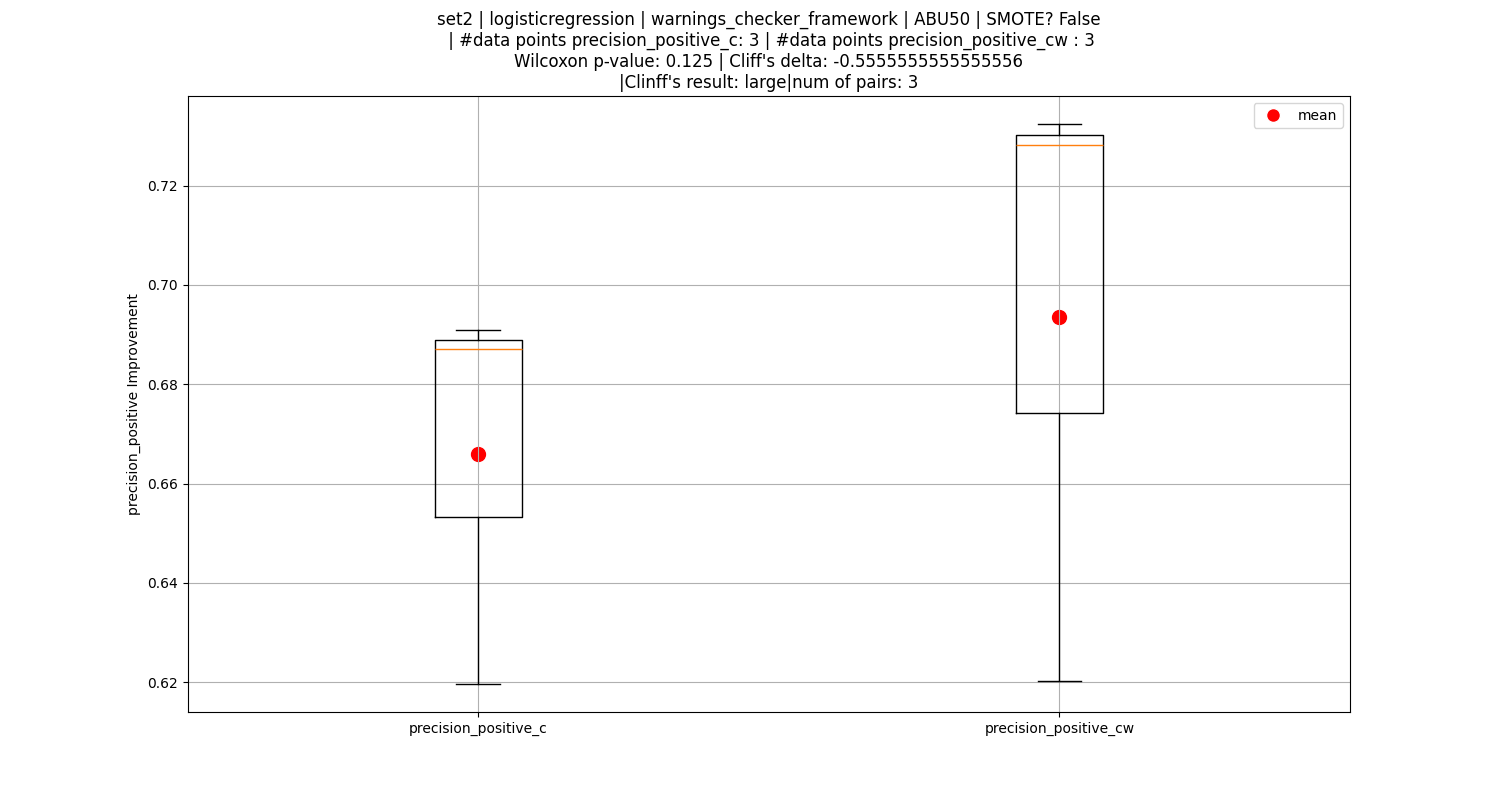 set2 | logisticregression | warnings_checker_framework | ABU50 | SMOTE? False
| #data points precision_positive_c: 3 | #data points precision_positive_cw : 3
Wilcoxon p-value: 0.125 | Cliff's delta: -0.5555555555555556
|Clinff's result: large|num of pairs: 3
mean
precision_positive Improvement
0.72
0.70
0.68
0.66
0.64
0.62
precision_positive_c
precision_positive_cw